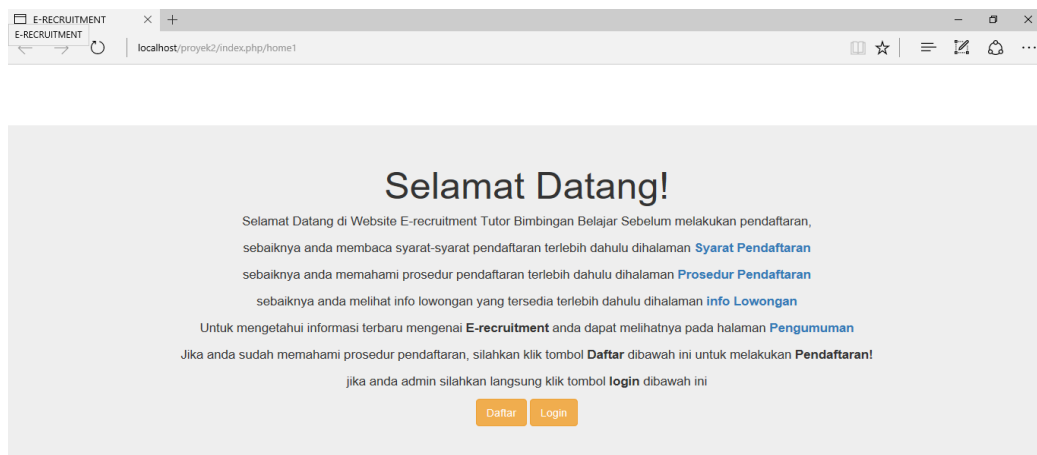 E-RECRUITMENT
E-RECRUITMENT
localhost/proyek2/index.php/home1
Selamat Datang!
Selamat Datang di Website E-recruitment Tutor Bimbingan Belajar Sebelum melakukan pendaftaran,
sebaiknya anda membaca syarat-syarat pendaftaran terlebih dahulu dihalaman Syarat Pendaftaran
sebaiknya anda memahami prosedur pendaftaran terlebih dahulu dihalaman Prosedur Pendaftaran
sebaiknya anda melihat info lowongan yang tersedia terlebih dahulu dihalaman info Lowongan
Untuk mengetahui informasi terbaru mengenai E-recruitment anda dapat melihatnya pada halaman Pengumuman
Jika anda sudah memahami prosedur pendaftaran, silahkan klik tombol Daftar dibawah ini untuk melakukan Pendaftaran!
jika anda admin silahkan langsung klik tombol login dibawah ini
Daftar Login